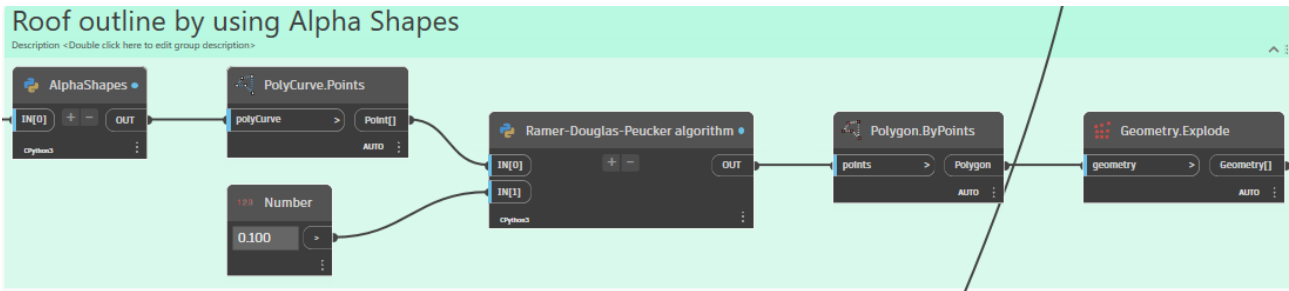 Roof outline by using Alpha Shapes
Description <Double click here to edit group description>
AlphaShapes
IN[0] + − OUT
CPython3
PolyCurve.Points
polyCurve > Point[]
AUTO
123 Number
0.100 >
Ramer-Douglas-Peucker algorithm
IN[0] + − OUT
IN[1]
CPython3
Polygon.ByPoints
points > Polygon
AUTO
Geometry.Explode
geometry > Geometry[]
AUTO